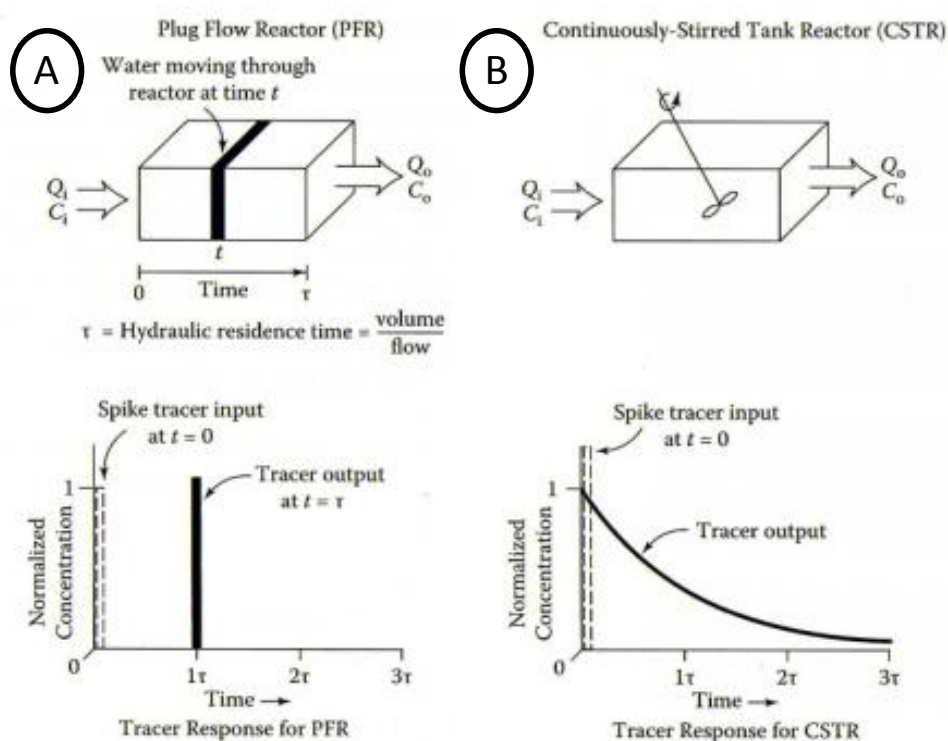 A
Plug Flow Reactor (PFR)
Water moving through
reactor at time t
Qi
Ci
Qo
Co
t
0
Time
τ
τ = Hydraulic residence time = volume
flow
Spike tracer input
at t = 0
Tracer output
at t = τ
1
Normalized
Concentration
0
1τ
2τ
3τ
Time
Tracer Response for PFR
B
Continuously-Stirred Tank Reactor (CSTR)
Qi
Ci
Qo
Co
Spike tracer input
at t = 0
1
Tracer output
Normalized
Concentration
0
1τ
2τ
3τ
Time
Tracer Response for CSTR